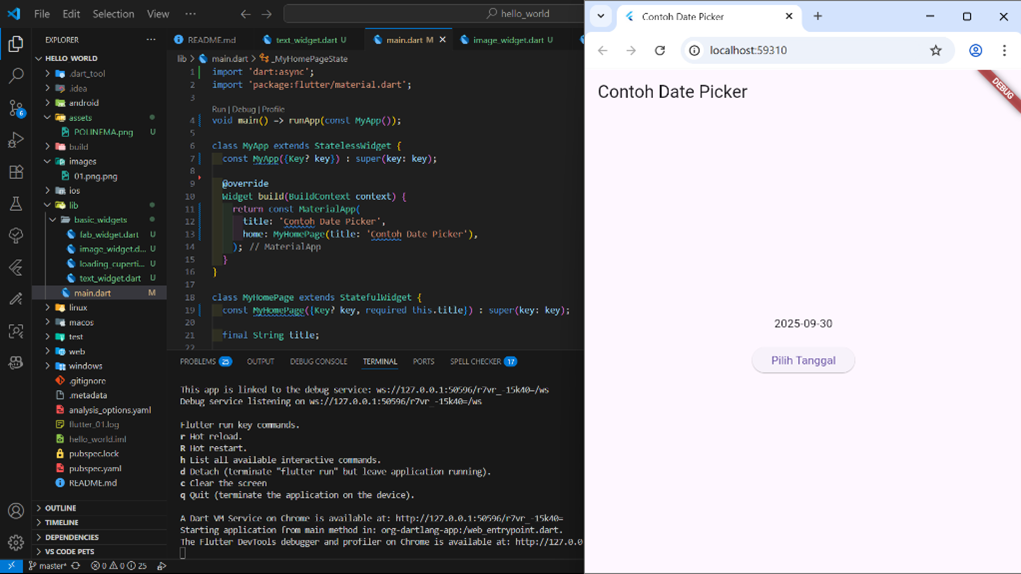 File Edit Selection View ··· hello_world
EXPLORER ···
HELLO WORLD
.dart_tool
.idea
android
assets
POLINEMA.png U
build
images
01.png.png
ios
lib
basic_widgets
fab_widget.dart U
image_widget.d... U
loading_cuperti... U
text_widget.dart U
main.dart M
linux
macos
test
web
windows
.gitignore
.metadata
analysis_options.yaml
flutter_01.log
hello_world.iml
pubspec.lock
pubspec.yaml
README.md
OUTLINE
TIMELINE
DEPENDENCIES
VS CODE PETS
6
README.md text_widget.dart U main.dart M image_widget.dart U
lib > main.dart > _MyHomePageState
1 import 'dart:async';
2 import 'package:flutter/material.dart';
3
Run | Debug | Profile
4 void main() => runApp(const MyApp());
5
6 class MyApp extends StatelessWidget {
7 const MyApp({Key? key}) : super(key: key);
8
9 @override
10 Widget build(BuildContext context) {
11 return const MaterialApp(
12 title: 'Contoh Date Picker',
13 home: MyHomePage(title: 'Contoh Date Picker'),
14 ); // MaterialApp
15 }
16 }
17
18 class MyHomePage extends StatefulWidget {
19 const MyHomePage({Key? key, required this.title}) : super(key: key);
20
21 final String title;
22
PROBLEMS 25 OUTPUT DEBUG CONSOLE TERMINAL PORTS SPELL CHECKER 17
This app is linked to the debug service: ws://127.0.0.1:50596/r7vr_-15k40=/ws
Debug service listening on ws://127.0.0.1:50596/r7vr_-15k40=/ws
Flutter run key commands.
r Hot reload.
R Hot restart.
h List all available interactive commands.
d Detach (terminate "flutter run" but leave application running).
c Clear the screen
q Quit (terminate the application on the device).
A Dart VM Service on Chrome is available at: http://127.0.0.1:50596/r7vr_-15k40=
Starting application from main method in: org-dartlang-app:/web_entrypoint.dart.
The Flutter DevTools debugger and profiler on Chrome is available at: http://127.0.0
master* 0 0 25
Contoh Date Picker
localhost:59310
Contoh Date Picker
DEBUG
2025-09-30
Pilih Tanggal